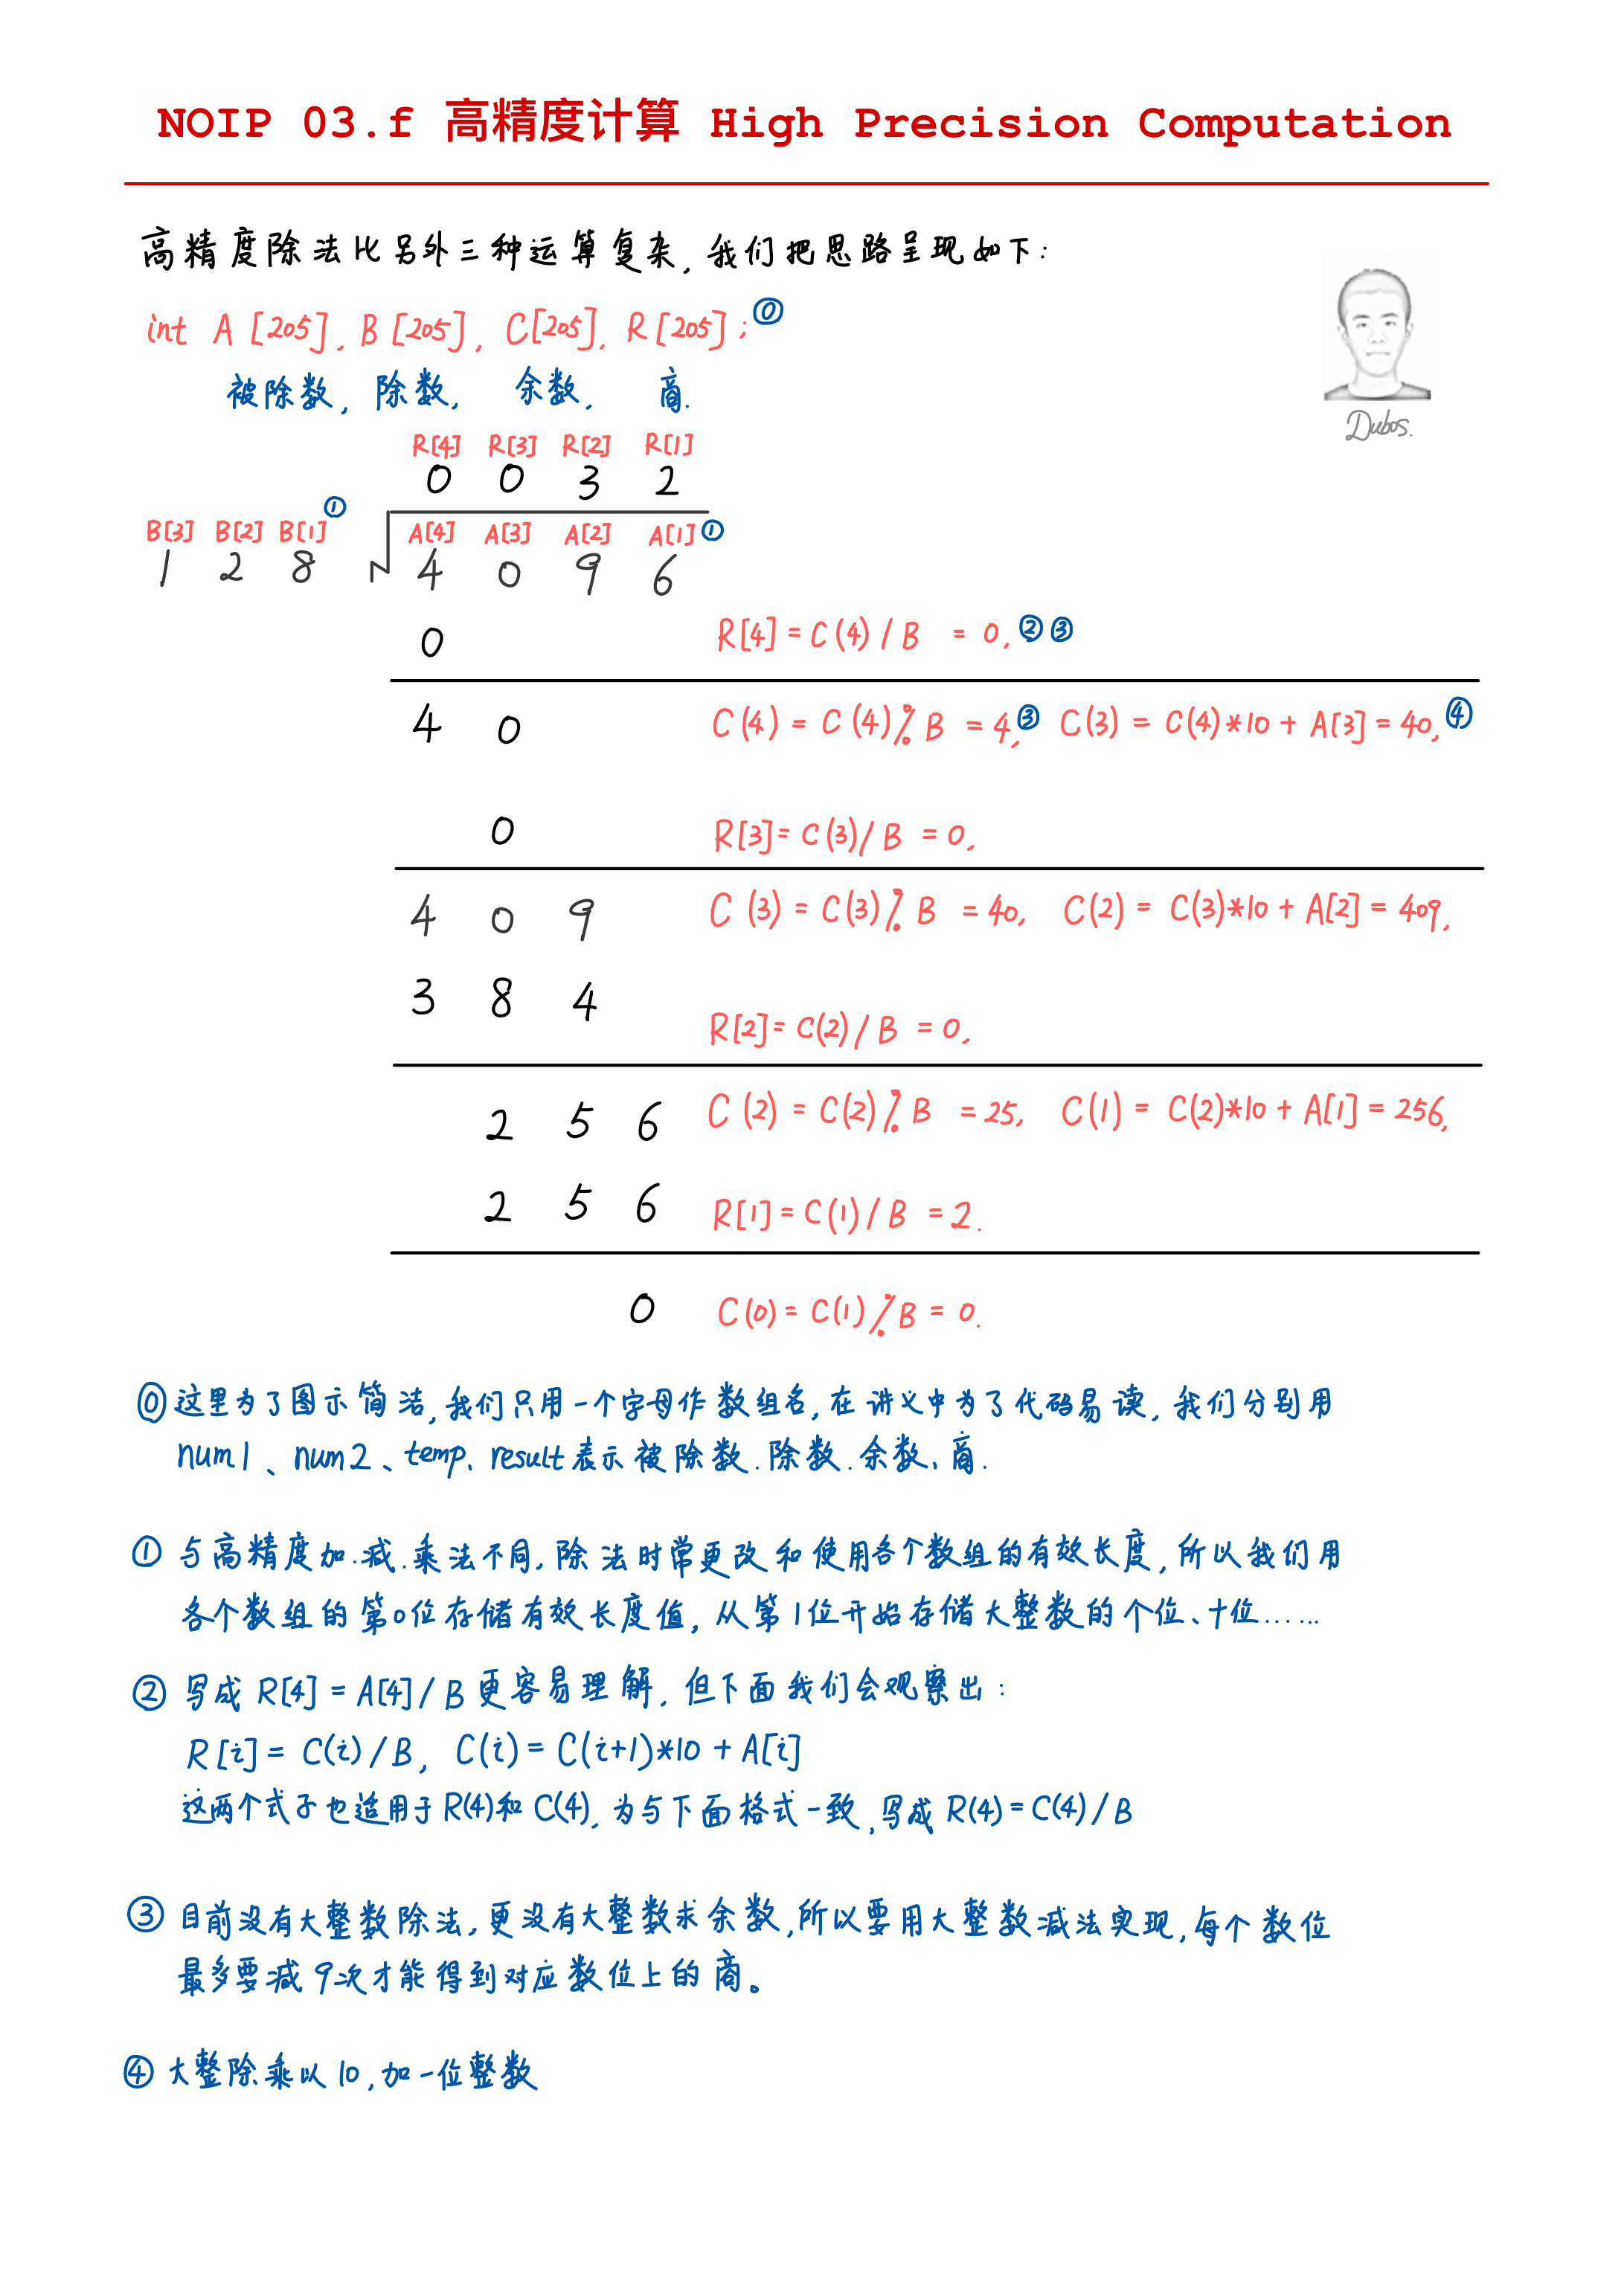 NOIP 03.f 高精度计算 High Precision Computation
高精度除法比另外三种运算复杂,我们把思路呈现如下:
int A[205], B[205], C[205], R[205]; ⓪
被除数, 除数, 余数, 商.
Dubos.
R[4] R[3] R[2] R[1]
0 0 3 2
B[3] B[2] B[1] ① A[4] A[3] A[2] A[1] ①
1 2 8 4 0 9 6
0 R[4] = C(4) / B = 0, ② ③
4 0 C(4) = C(4) % B = 4, ③ C(3) = C(4)*10 + A[3] = 40, ④
0 R[3] = C(3) / B = 0,
4 0 9 C(3) = C(3) % B = 40, C(2) = C(3)*10 + A[2] = 409,
3 8 4 R[2] = C(2) / B = 0,
2 5 6 C(2) = C(2) % B = 25, C(1) = C(2)*10 + A[1] = 256,
2 5 6 R[1] = C(1) / B = 2.
0 C(0) = C(1) % B = 0.
⓪ 这里为了图示简洁,我们只用一个字母作数组名,在讲义中为了代码易读,我们分别用
num1、num2、temp、result表示被除数、除数、余数、商.
① 与高精度加、减、乘法不同,除法时常更改和使用各个数组的有效长度,所以我们用
各个数组的第0位存储有效长度值,从第1位开始存储大整数的个位、十位......
② 写成 R[4] = A[4] / B 更容易理解,但下面我们会观察出:
R[i] = C(i) / B, C(i) = C(i+1)*10 + A[i]
这两个式子也适用于R(4)和C(4),为与下面格式一致,写成 R(4) = C(4) / B
③ 目前没有大整数除法,更没有大整数求余数,所以要用大整数减法实现,每个数位
最多要减9次才能得到对应数位上的商。
④ 大整除乘以10,加一位整数